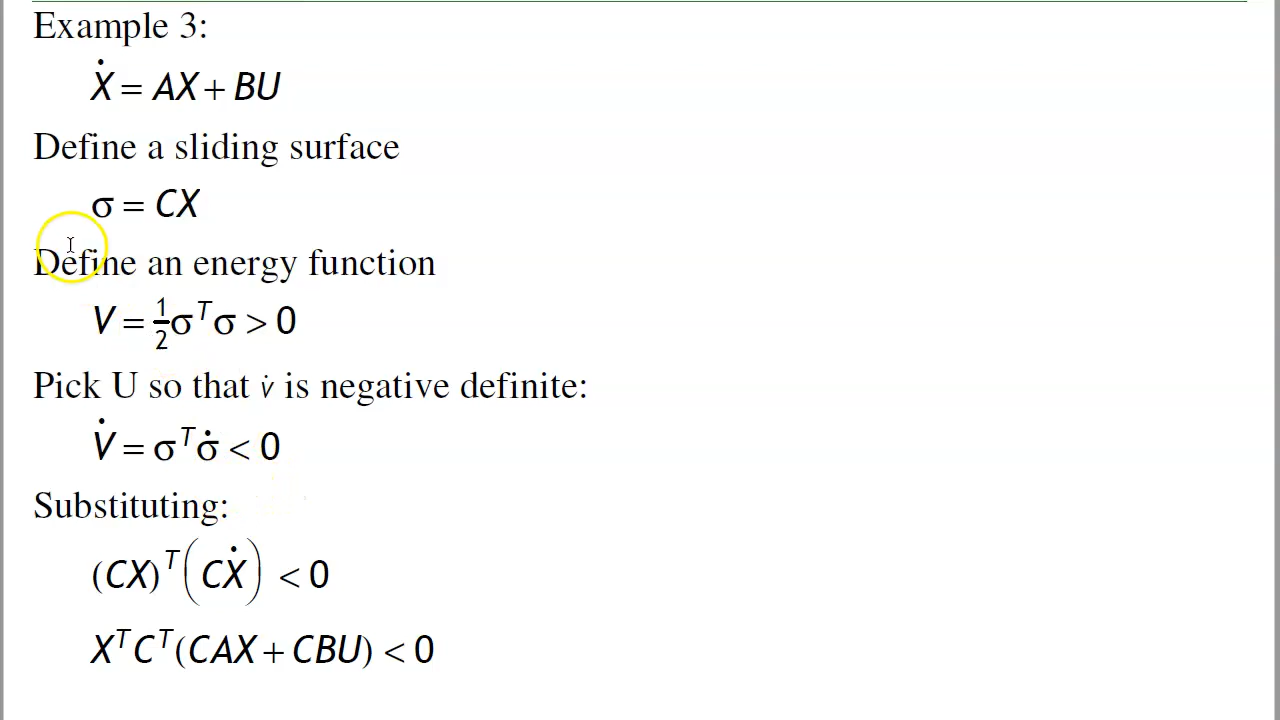 Example 3:
Ẋ = AX + BU
Define a sliding surface
σ = CX
Define an energy function
V = ½σᵀσ > 0
Pick U so that v̇ is negative definite:
V̇ = σᵀσ̇ < 0
Substituting:
(CX)ᵀ(CẊ) < 0
XᵀCᵀ(CAX + CBU) < 0